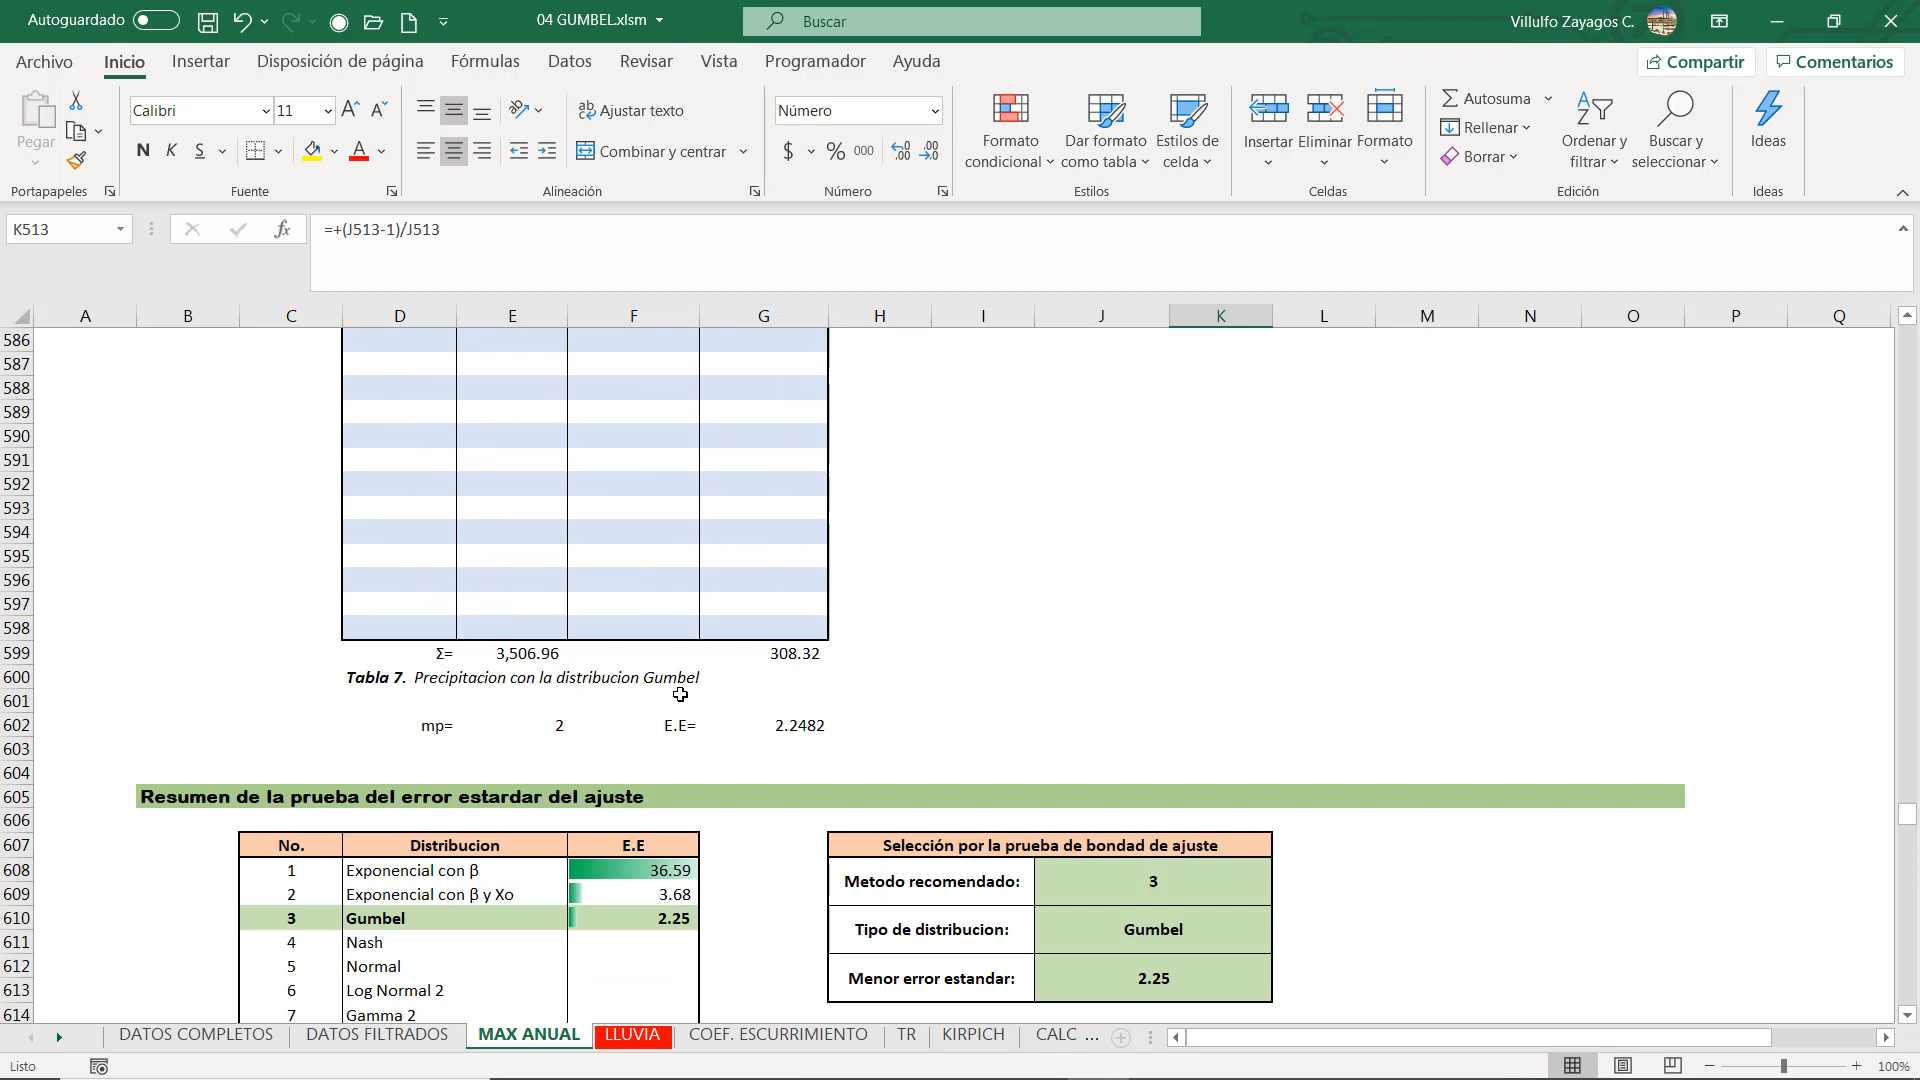 Autoguardado
04 GUMBEL.xlsm
Buscar
Villulfo Zayagos C.
Archivo
Inicio
Insertar
Disposición de página
Fórmulas
Datos
Revisar
Vista
Programador
Ayuda
Compartir
Comentarios
Pegar
Portapapeles
Calibri
11
N K S
Fuente
Ajustar texto
Combinar y centrar
Alineación
Número
$ % 000
Número
Formato condicional
Dar formato como tabla
Estilos de celda
Estilos
Insertar
Eliminar
Formato
Celdas
Autosuma
Rellenar
Borrar
Ordenar y filtrar
Buscar y seleccionar
Edición
Ideas
Ideas
K513
fx
=+(J513-1)/J513
A B C D E F G H I J K L M N O P Q
586
587
588
589
590
591
592
593
594
595
596
597
598
599 Σ= 3,506.96 308.32
600 Tabla 7. Precipitacion con la distribucion Gumbel
601
602 mp= 2 E.E= 2.2482
603
604
605 Resumen de la prueba del error estardar del ajuste
606
607 No. Distribucion E.E Selección por la prueba de bondad de ajuste
608 1 Exponencial con β 36.59
Metodo recomendado: 3
609 2 Exponencial con β y Xo 3.68
610 3 Gumbel 2.25
Tipo de distribucion: Gumbel
611 4 Nash
612 5 Normal
Menor error estandar: 2.25
613 6 Log Normal 2
614 7 Gamma 2
DATOS COMPLETOS
DATOS FILTRADOS
MAX ANUAL
LLUVIA
COEF. ESCURRIMIENTO
TR
KIRPICH
CALC ...
Listo
100%